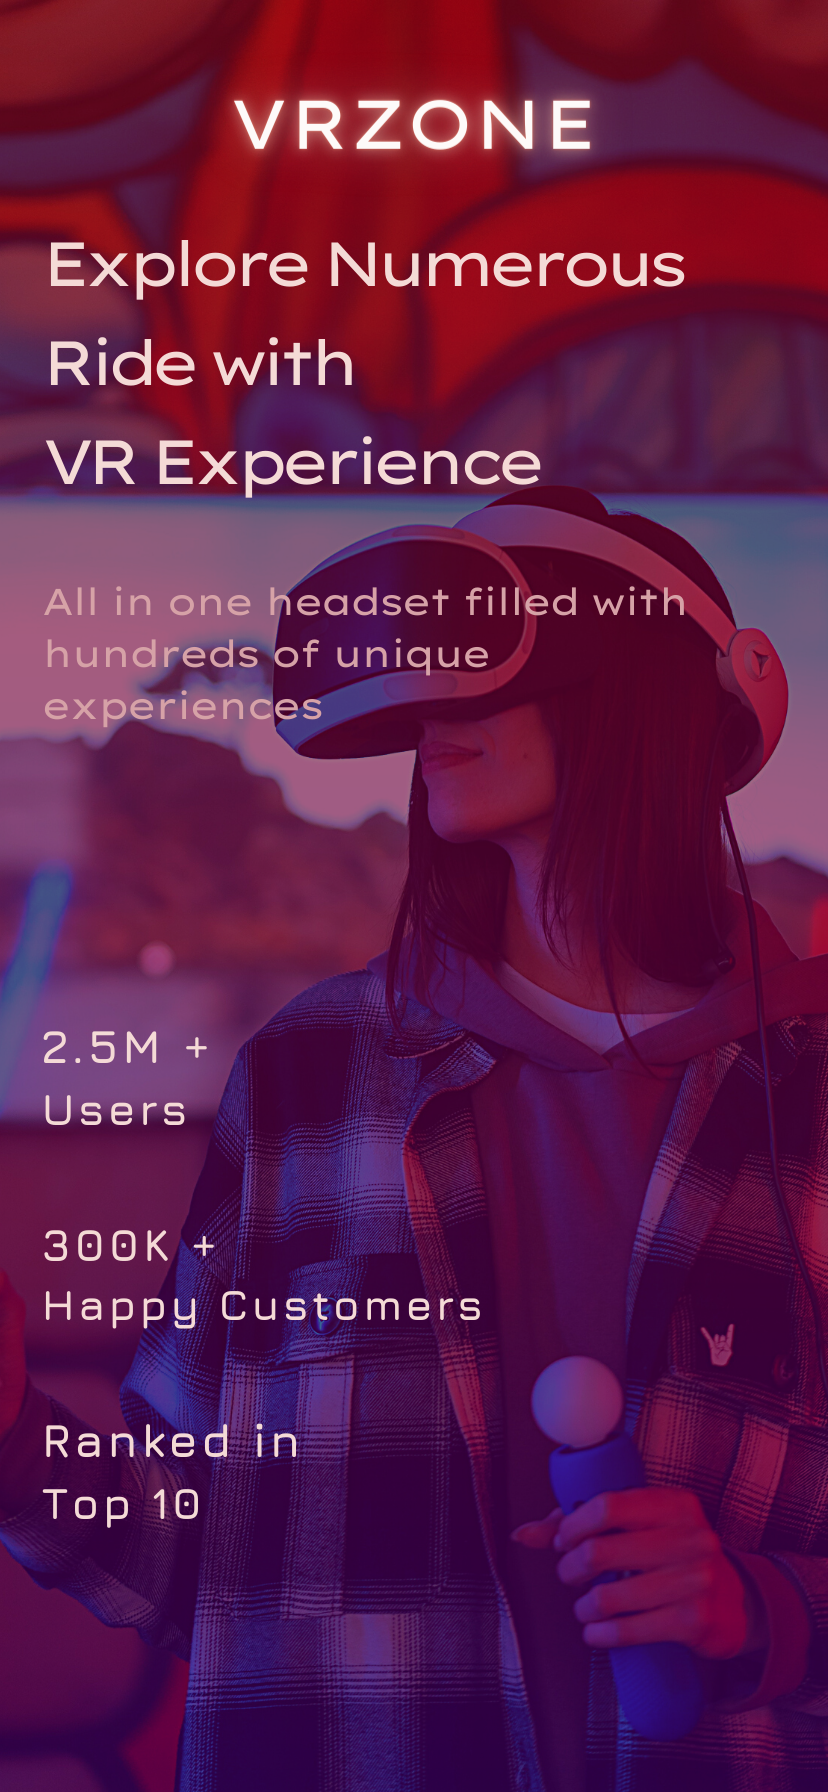 VRZONE
Explore Numerous
Ride with
VR Experience
All in one headset filled with
hundreds of unique
experiences
2.5M +
Users
300K +
Happy Customers
Ranked in
Top 10